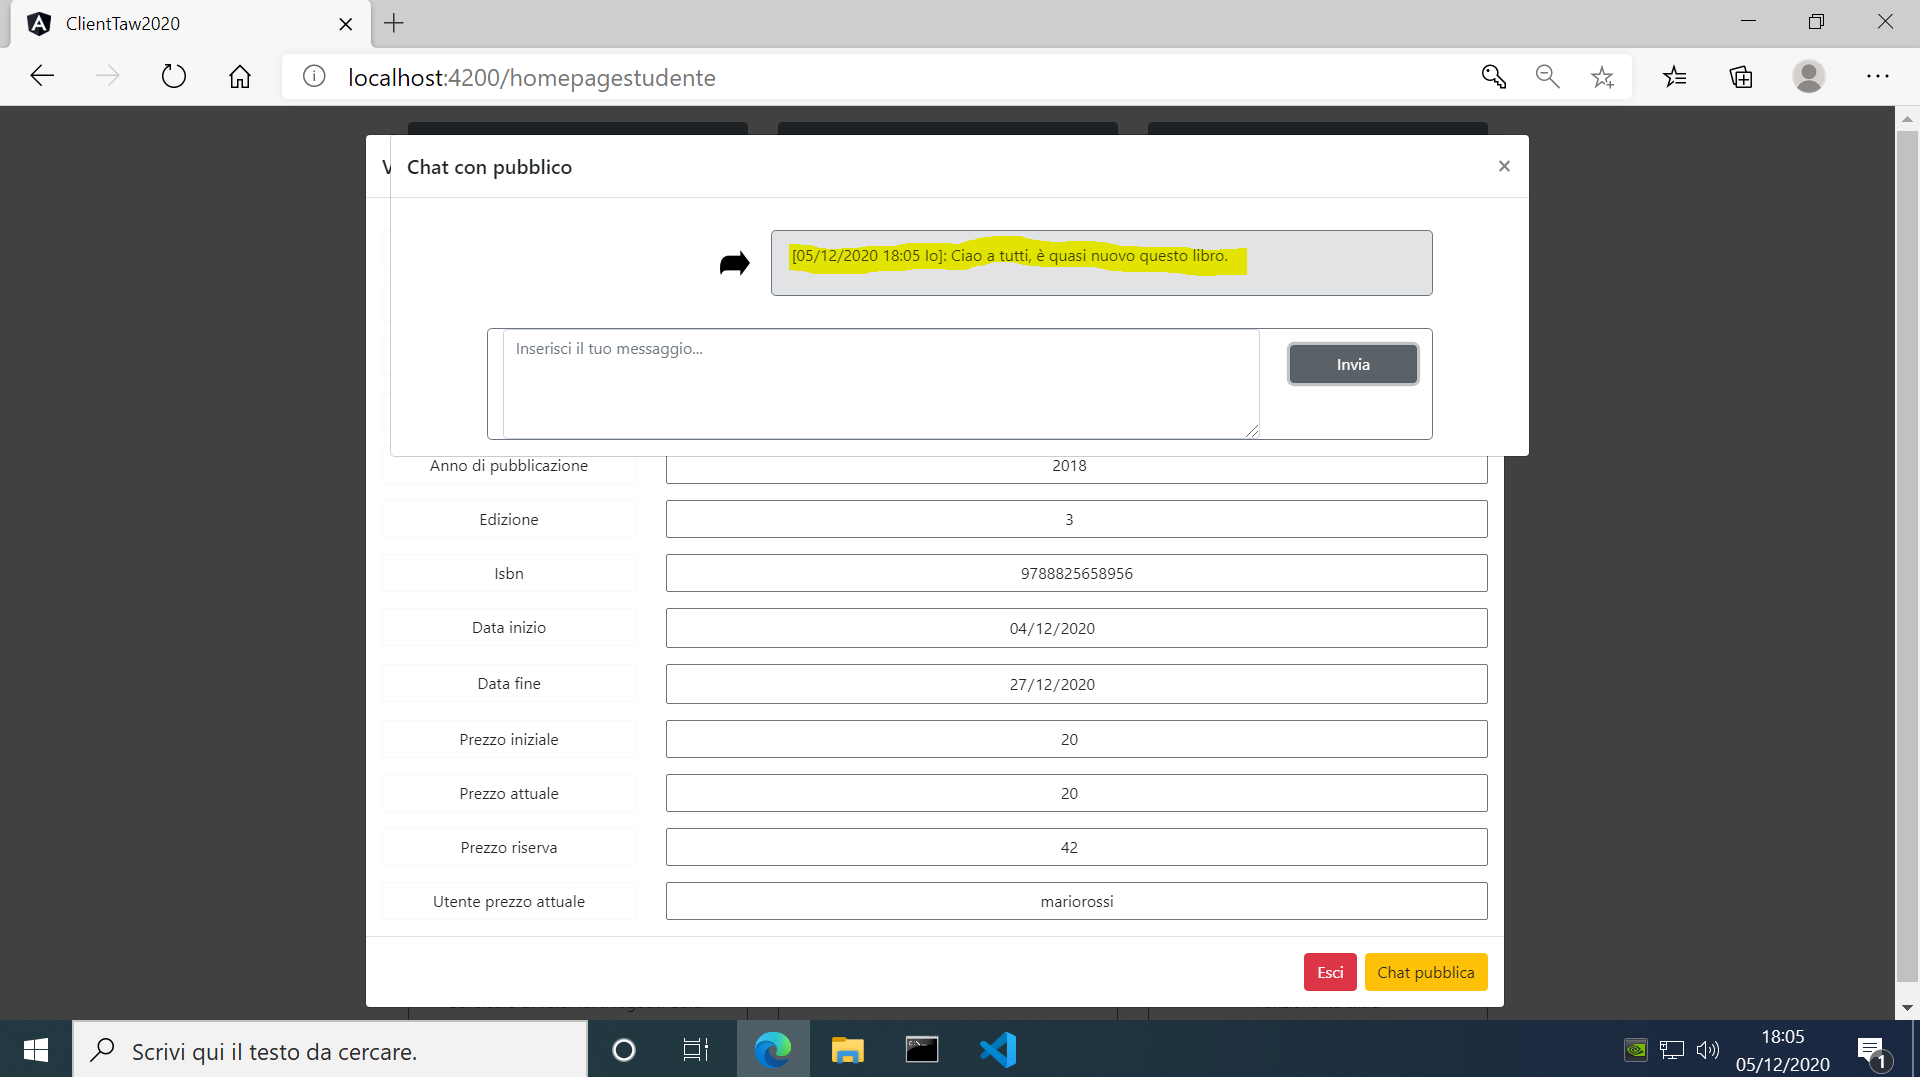 ClientTaw2020
localhost:4200/homepagestudente
Chat con pubblico
×
[05/12/2020 18:05 Io]: Ciao a tutti, è quasi nuovo questo libro.
Inserisci il tuo messaggio...
Invia
Anno di pubblicazione 2018
Edizione 3
Isbn 9788825658956
Data inizio 04/12/2020
Data fine 27/12/2020
Prezzo iniziale 20
Prezzo attuale 20
Prezzo riserva 42
Utente prezzo attuale mariorossi
Esci Chat pubblica
Scrivi qui il testo da cercare.
18:05
05/12/2020
1